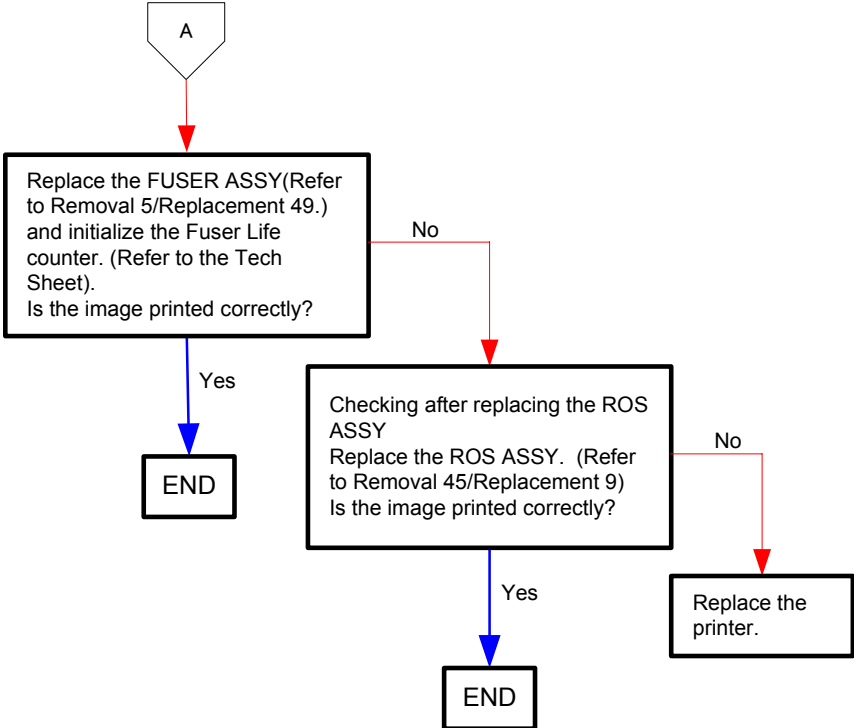 A
Replace the FUSER ASSY(Refer
to Removal 5/Replacement 49.)
and initialize the Fuser Life
counter. (Refer to the Tech
Sheet).
Is the image printed correctly?
No
Yes
END
Checking after replacing the ROS
ASSY
Replace the ROS ASSY.  (Refer
to Removal 45/Replacement 9)
Is the image printed correctly?
No
Yes
Replace the
printer.
END